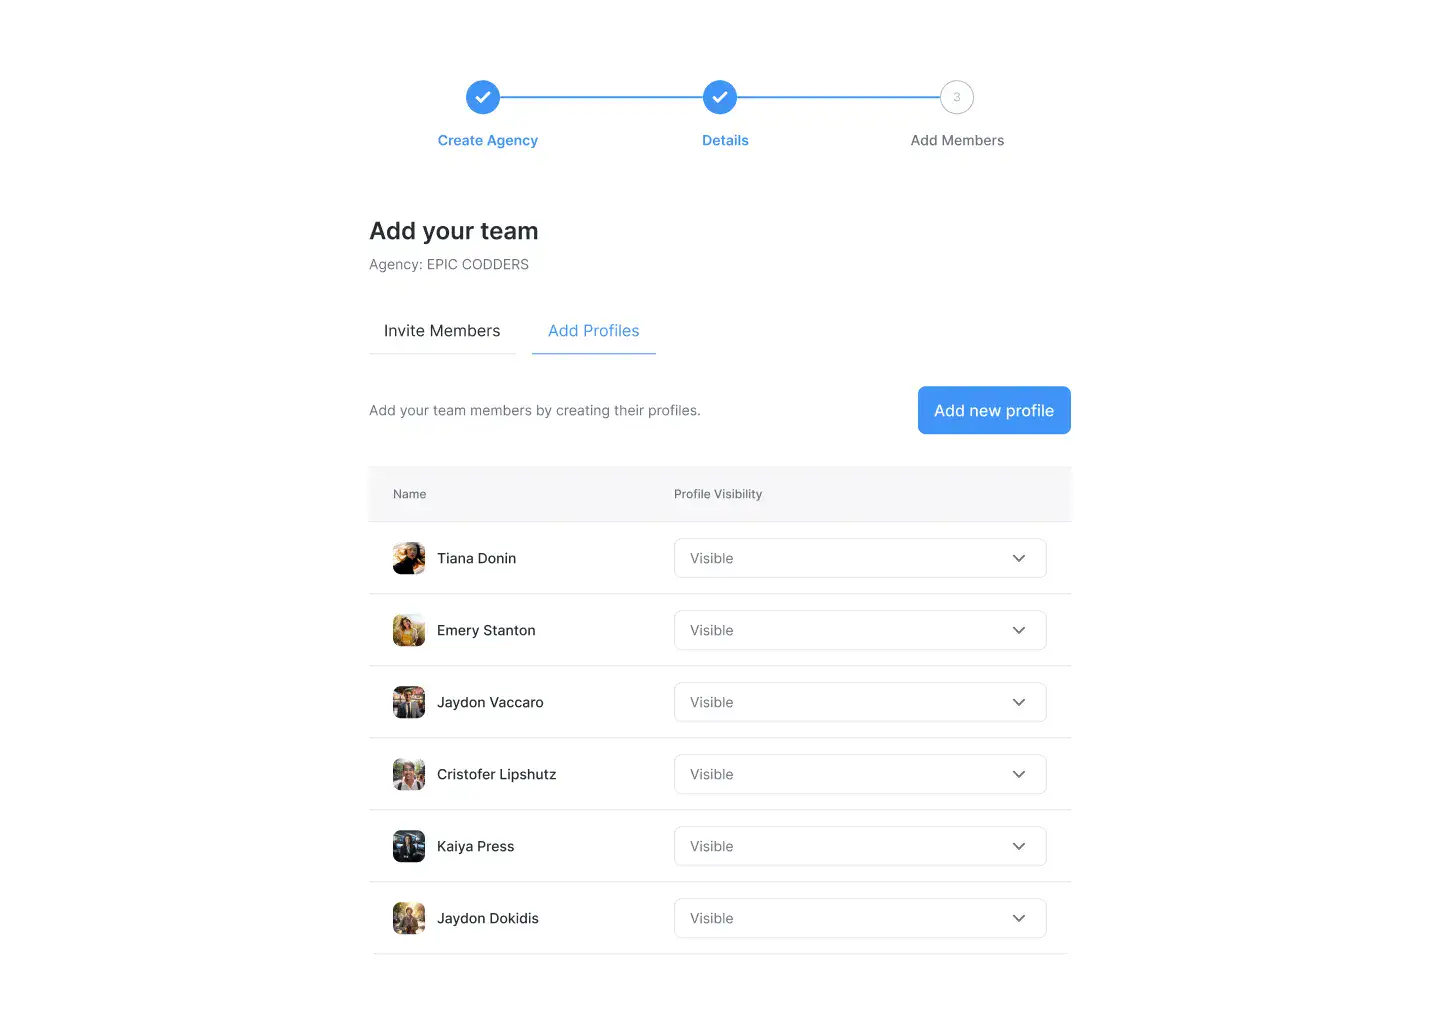 3
Create Agency Details Add Members
Add your team
Agency: EPIC CODDERS
Invite Members Add Profiles
Add your team members by creating their profiles. Add new profile
Name Profile Visibility
Tiana Donin Visible
Emery Stanton Visible
Jaydon Vaccaro Visible
Cristofer Lipshutz Visible
Kaiya Press Visible
Jaydon Dokidis Visible